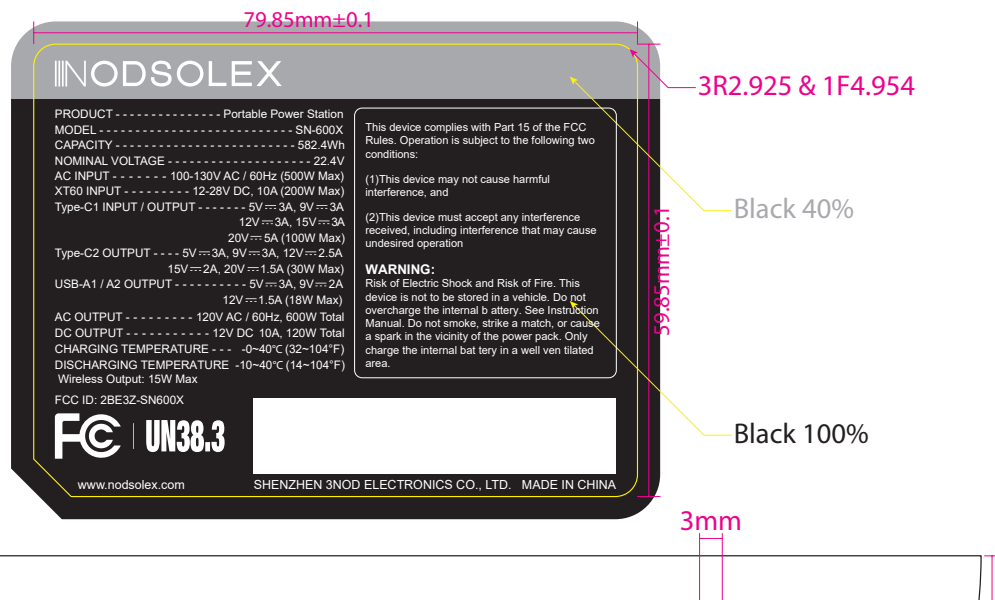 79.85mm±0.1
NODSOLEX
3R2.925 & 1F4.954
PRODUCT - - - - - - - - - - - - - - - Portable Power Station
MODEL - - - - - - - - - - - - - - - - - - - - - - - - - - - - SN-600X
CAPACITY - - - - - - - - - - - - - - - - - - - - - - 582.4Wh
NOMINAL VOLTAGE - - - - - - - - - - - - - - - - - - - - 22.4V
AC INPUT - - - - - - - 100-130V AC / 60Hz (500W Max)
XT60 INPUT - - - - - - - - - 12-28V DC, 10A (200W Max)
Type-C1 INPUT / OUTPUT - - - - - - - 5V⎓3A, 9V⎓3A
12V⎓3A, 15V⎓3A
20V⎓5A (100W Max)
Type-C2 OUTPUT - - - - 5V⎓3A, 9V⎓3A, 12V⎓2.5A
15V⎓2A, 20V⎓1.5A (30W Max)
USB-A1 / A2 OUTPUT - - - - - - - - - - 5V⎓3A, 9V⎓2A
12V⎓1.5A (18W Max)
AC OUTPUT - - - - - - - - - - 120V AC / 60Hz, 600W Total
DC OUTPUT - - - - - - - - - - - 12V DC 10A, 120W Total
CHARGING TEMPERATURE - - - -0~40℃ (32~104°F)
DISCHARGING TEMPERATURE -10~40℃ (14~104°F)
Wireless Output: 15W Max
FCC ID: 2BE3Z-SN600X
FC
UN38.3
www.nodsolex.com
This device complies with Part 15 of the FCC
Rules. Operation is subject to the following two
conditions:
(1)This device may not cause harmful
interference, and
(2)This device must accept any interference
received, including interference that may cause
undesired operation
WARNING:
Risk of Electric Shock and Risk of Fire. This
device is not to be stored in a vehicle. Do not
overcharge the internal b attery. See Instruction
Manual. Do not smoke, strike a match, or cause
a spark in the vicinity of the power pack. Only
charge the internal bat tery in a well ven tilated
area.
SHENZHEN 3NOD ELECTRONICS CO., LTD. MADE IN CHINA
59.85mm±0.1
Black 40%
Black 100%
3mm